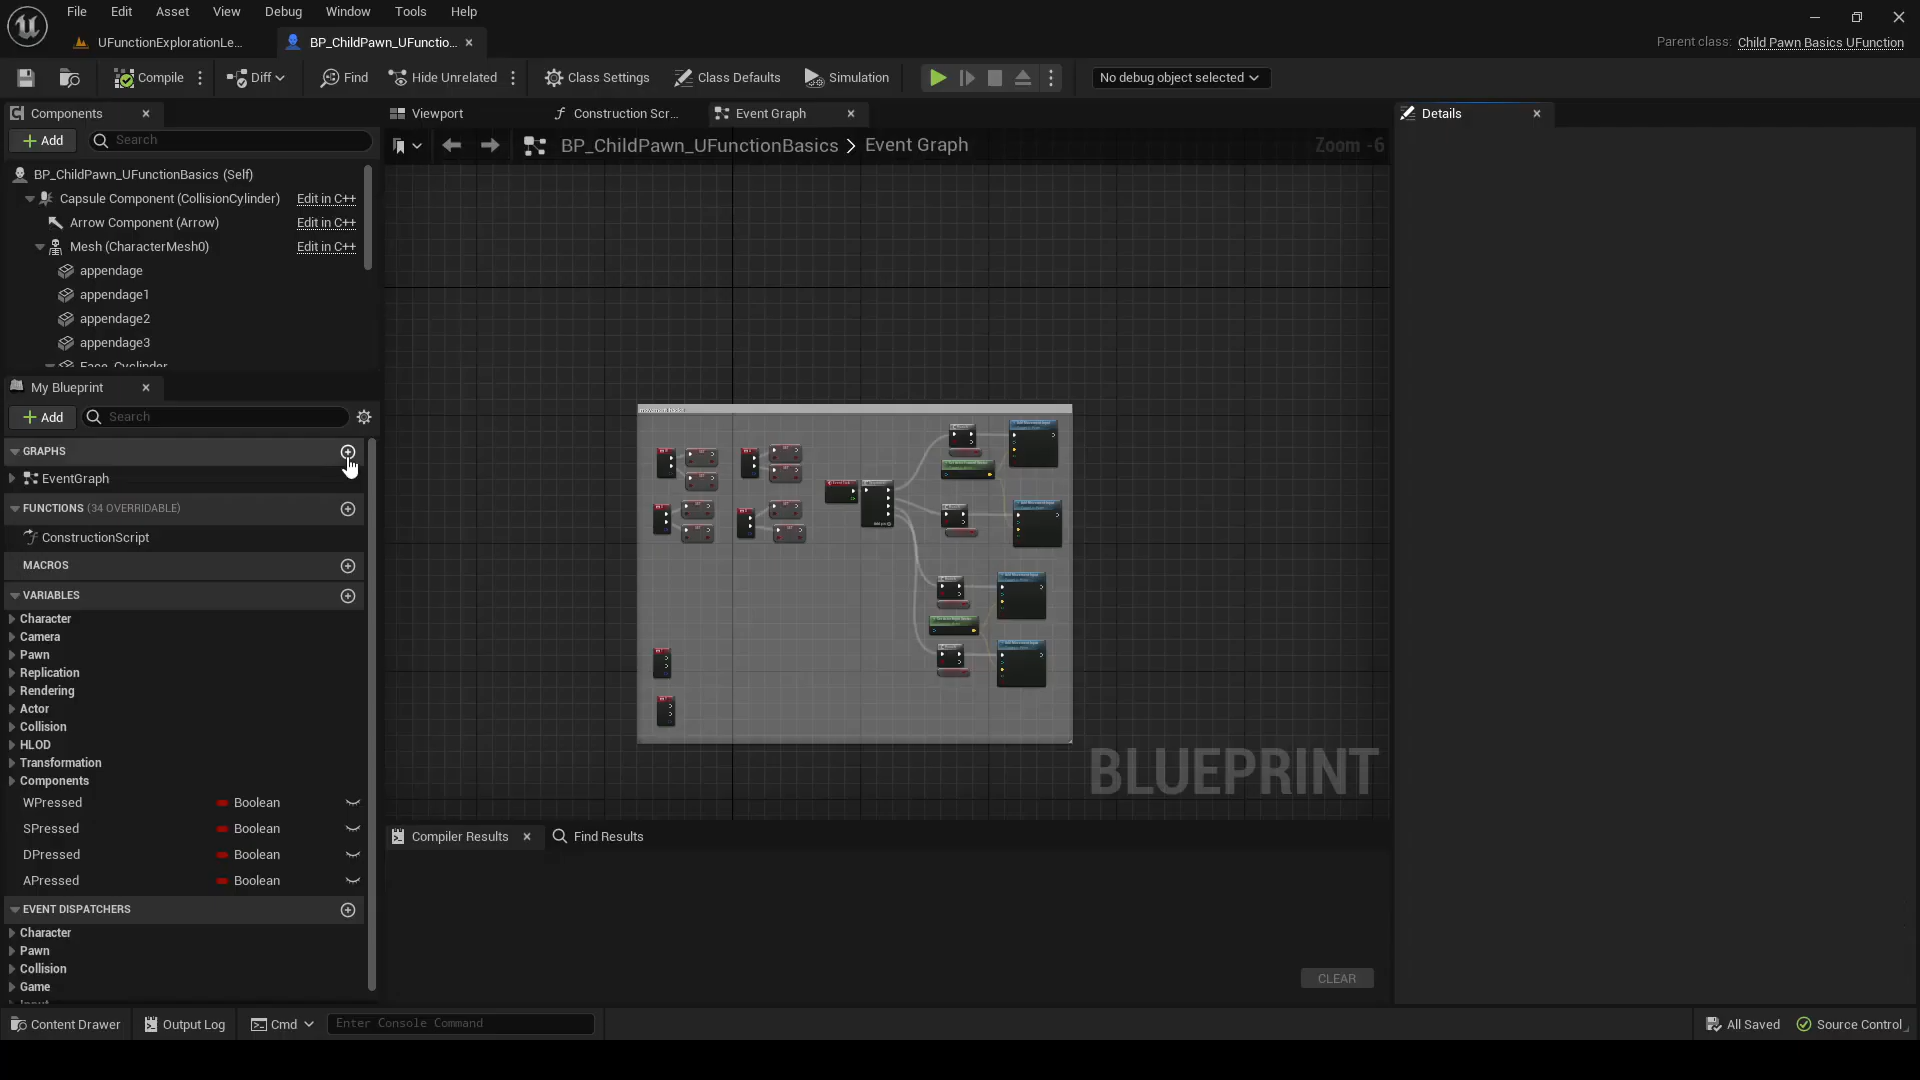 File Edit Asset View Debug Window Tools Help
UFunctionExplorationLe...
BP_ChildPawn_UFunctio...
Parent class: Child Pawn Basics UFunction
Compile
Diff
Find
Hide Unrelated
Class Settings
Class Defaults
Simulation
No debug object selected
Components
Add
Search
BP_ChildPawn_UFunctionBasics (Self)
Capsule Component (CollisionCylinder) Edit in C++
Arrow Component (Arrow) Edit in C++
Mesh (CharacterMesh0) Edit in C++
appendage
appendage1
appendage2
appendage3
Face_Cyclinder
My Blueprint
Add
Search
GRAPHS
EventGraph
FUNCTIONS (34 OVERRIDABLE)
ConstructionScript
MACROS
VARIABLES
Character
Camera
Pawn
Replication
Rendering
Actor
Collision
HLOD
Transformation
Components
WPressed Boolean
SPressed Boolean
DPressed Boolean
APressed Boolean
EVENT DISPATCHERS
Character
Pawn
Collision
Game
Viewport
Construction Scr...
Event Graph
BP_ChildPawn_UFunctionBasics > Event Graph
Zoom -6
BLUEPRINT
Compiler Results
Find Results
CLEAR
Details
Content Drawer
Output Log
Cmd
Enter Console Command
All Saved
Source Control